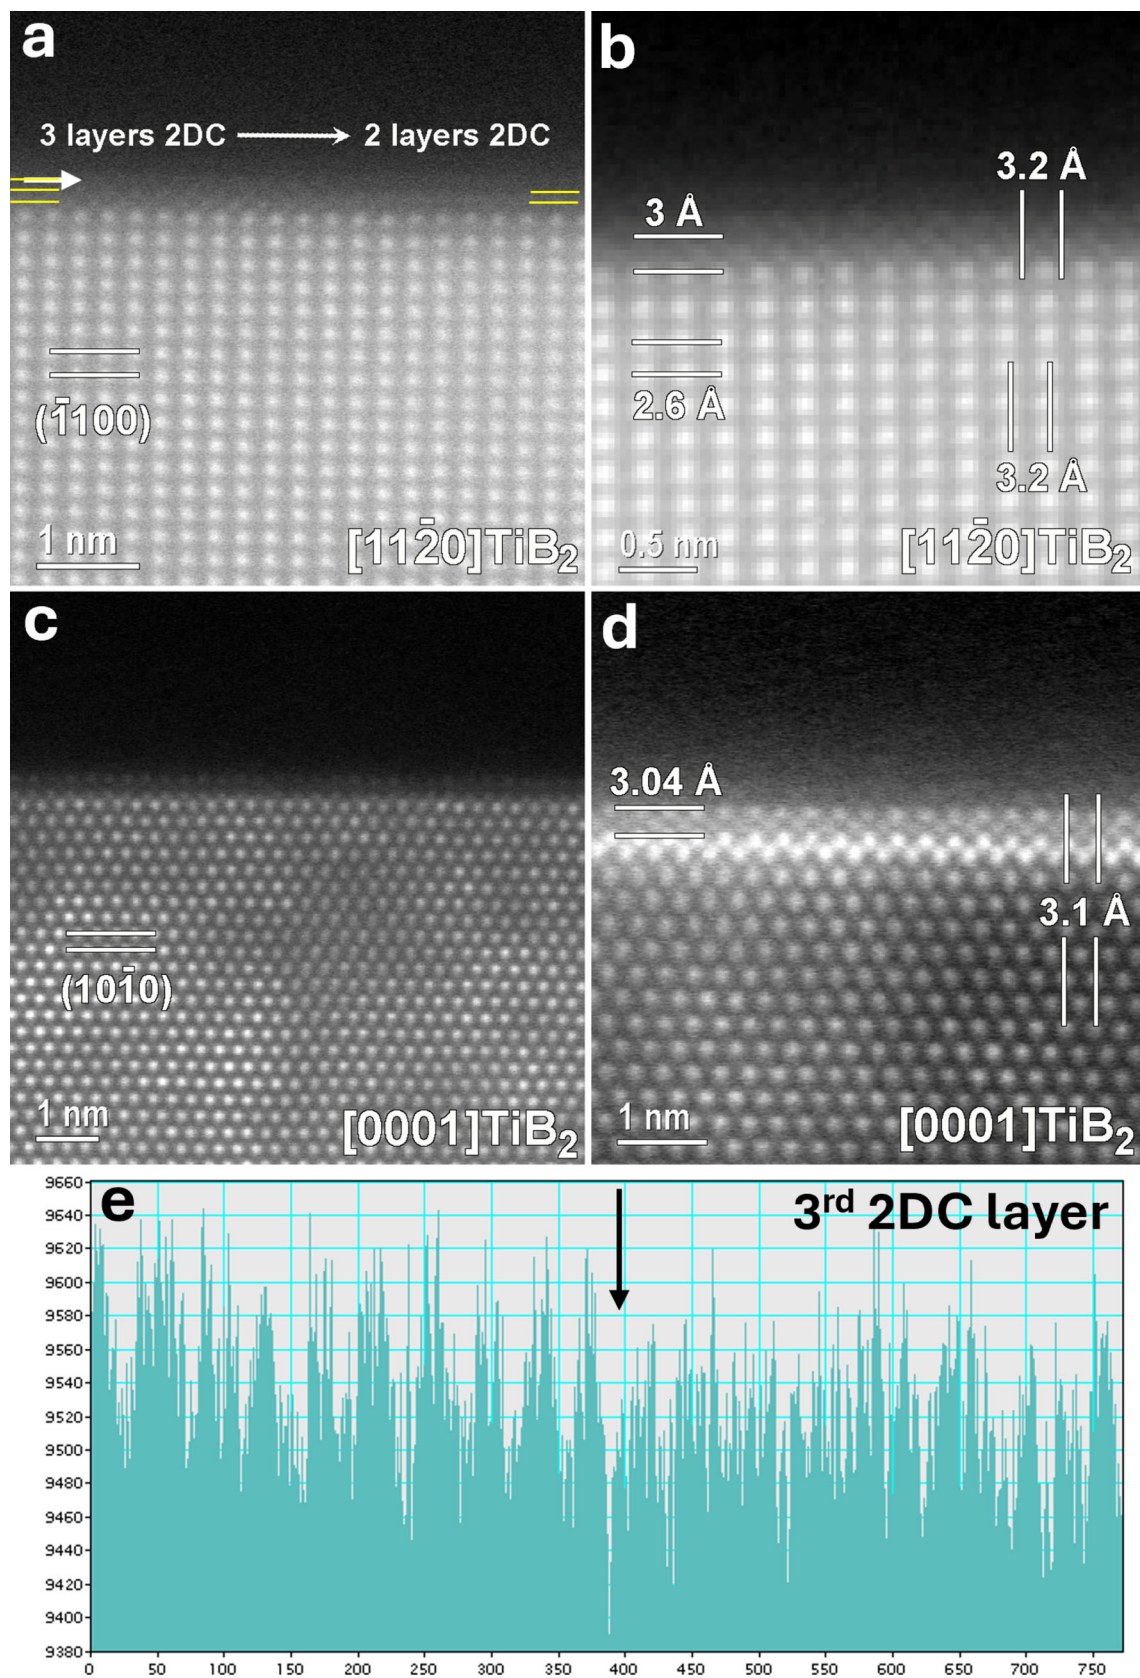 a
3 layers 2DC → 2 layers 2DC
(1̄100)
1 nm
[112̄0]TiB₂
b
3.2 Å
3 Å
2.6 Å
3.2 Å
0.5 nm
[112̄0]TiB₂
c
(101̄0)
1 nm
[0001]TiB₂
d
3.04 Å
3.1 Å
1 nm
[0001]TiB₂
e
3rd 2DC layer
9660
9640
9620
9600
9580
9560
9540
9520
9500
9480
9460
9440
9420
9400
9380
0 50 100 150 200 250 300 350 400 450 500 550 600 650 700 750